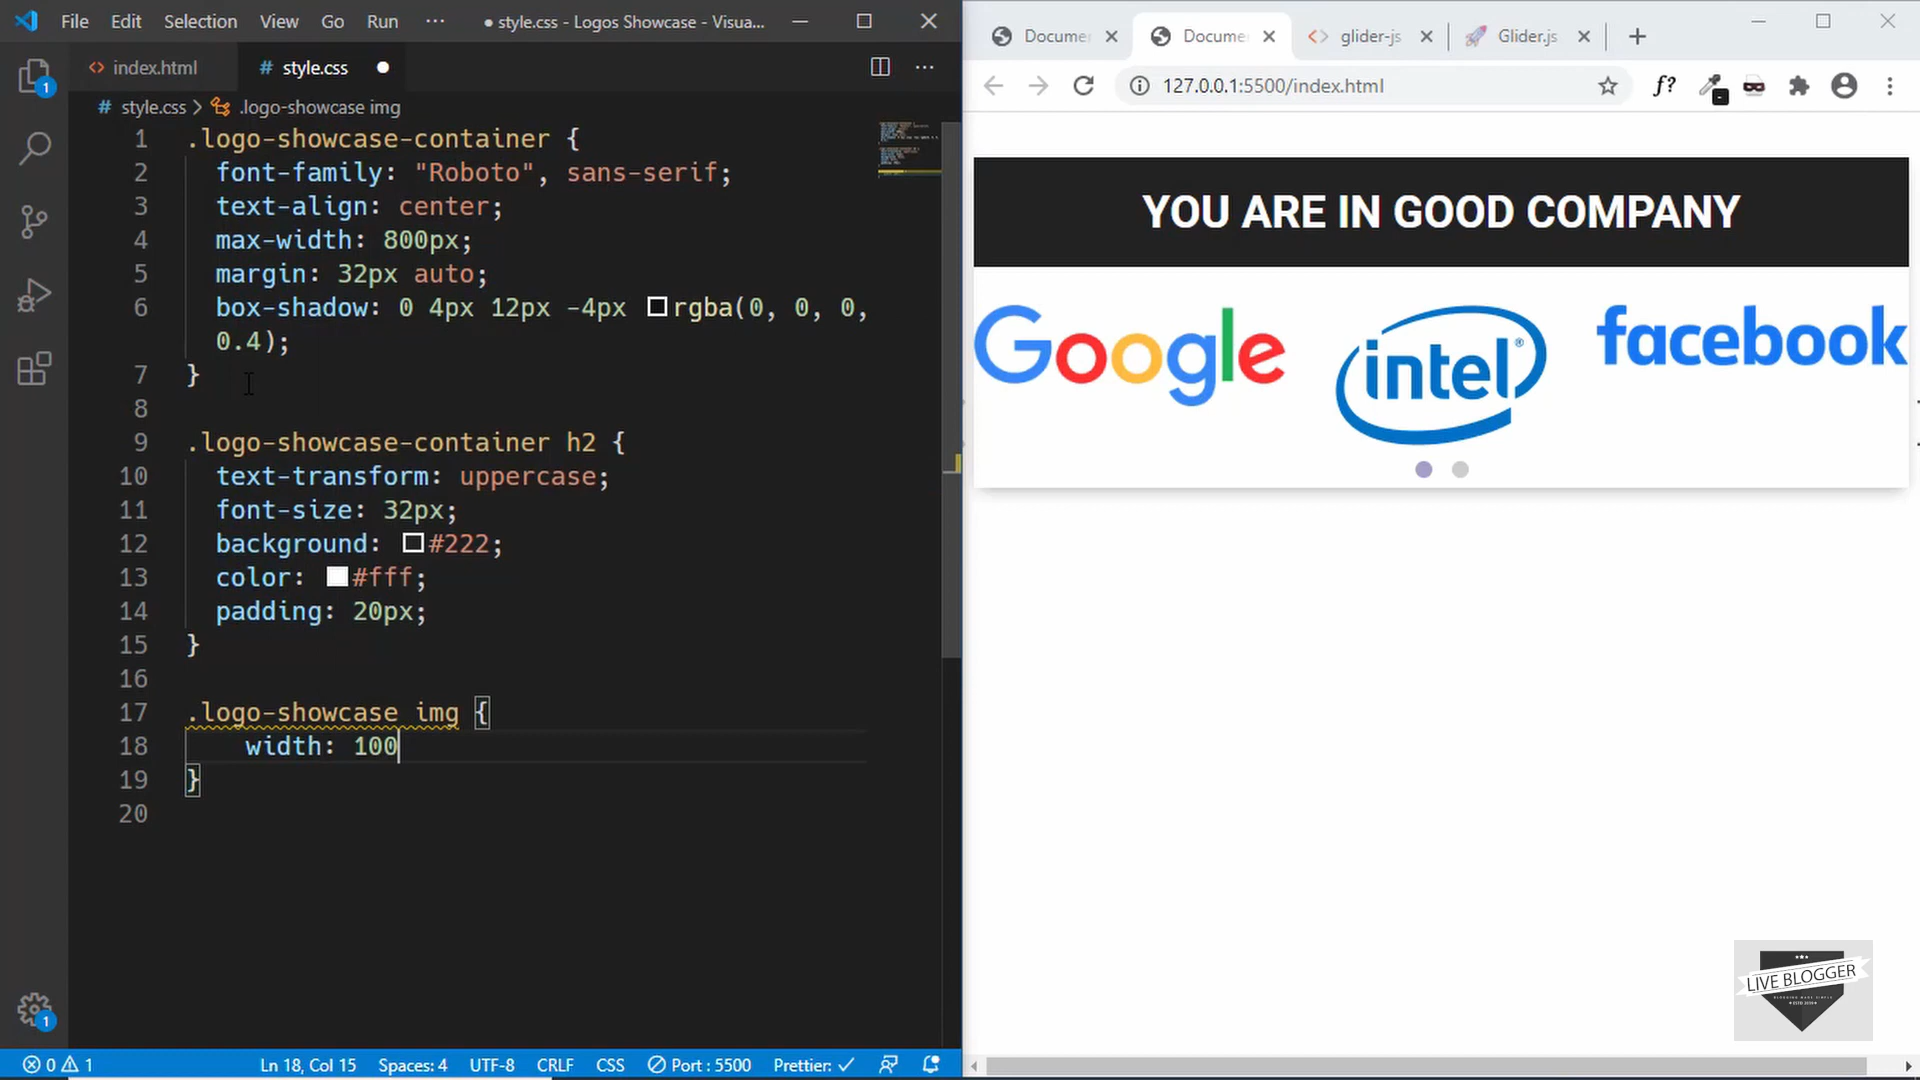 File Edit Selection View Go Run ··· ● style.css - Logos Showcase - Visua...
index.html # style.css ●
# style.css > .logo-showcase img
1 .logo-showcase-container {
2 font-family: "Roboto", sans-serif;
3 text-align: center;
4 max-width: 800px;
5 margin: 32px auto;
6 box-shadow: 0 4px 12px -4px rgba(0, 0, 0,
0.4);
7 }
8
9 .logo-showcase-container h2 {
10 text-transform: uppercase;
11 font-size: 32px;
12 background: #222;
13 color: #fff;
14 padding: 20px;
15 }
16
17 .logo-showcase img {
18 width: 100
19 }
20
1
1
0 1 Ln 18, Col 15 Spaces: 4 UTF-8 CRLF CSS Port : 5500 Prettier: ✓
Docume Docume glider-js Glider.js
127.0.0.1:5500/index.html f?
YOU ARE IN GOOD COMPANY
Google intel® facebook
LIVE BLOGGER